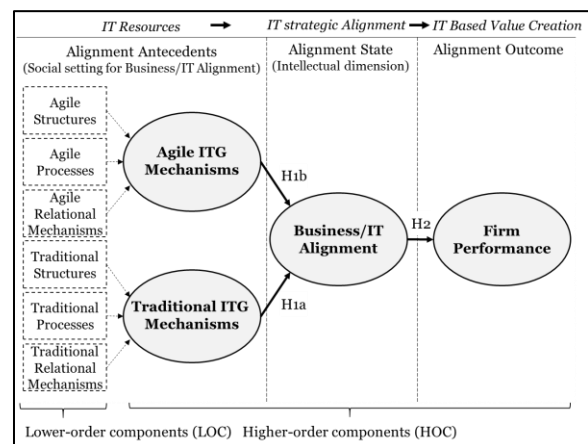 IT Resources → IT strategic Alignment → IT Based Value Creation
Alignment Antecedents
(Social setting for Business/IT Alignment)
Alignment State
(Intellectual dimension)
Alignment Outcome
Agile
Structures
Agile
Processes
Agile
Relational
Mechanisms
Traditional
Structures
Traditional
Processes
Traditional
Relational
Mechanisms
Agile ITG
Mechanisms
Traditional ITG
Mechanisms
H1b
H1a
Business/IT
Alignment
H2
Firm
Performance
Lower-order components (LOC)
Higher-order components (HOC)